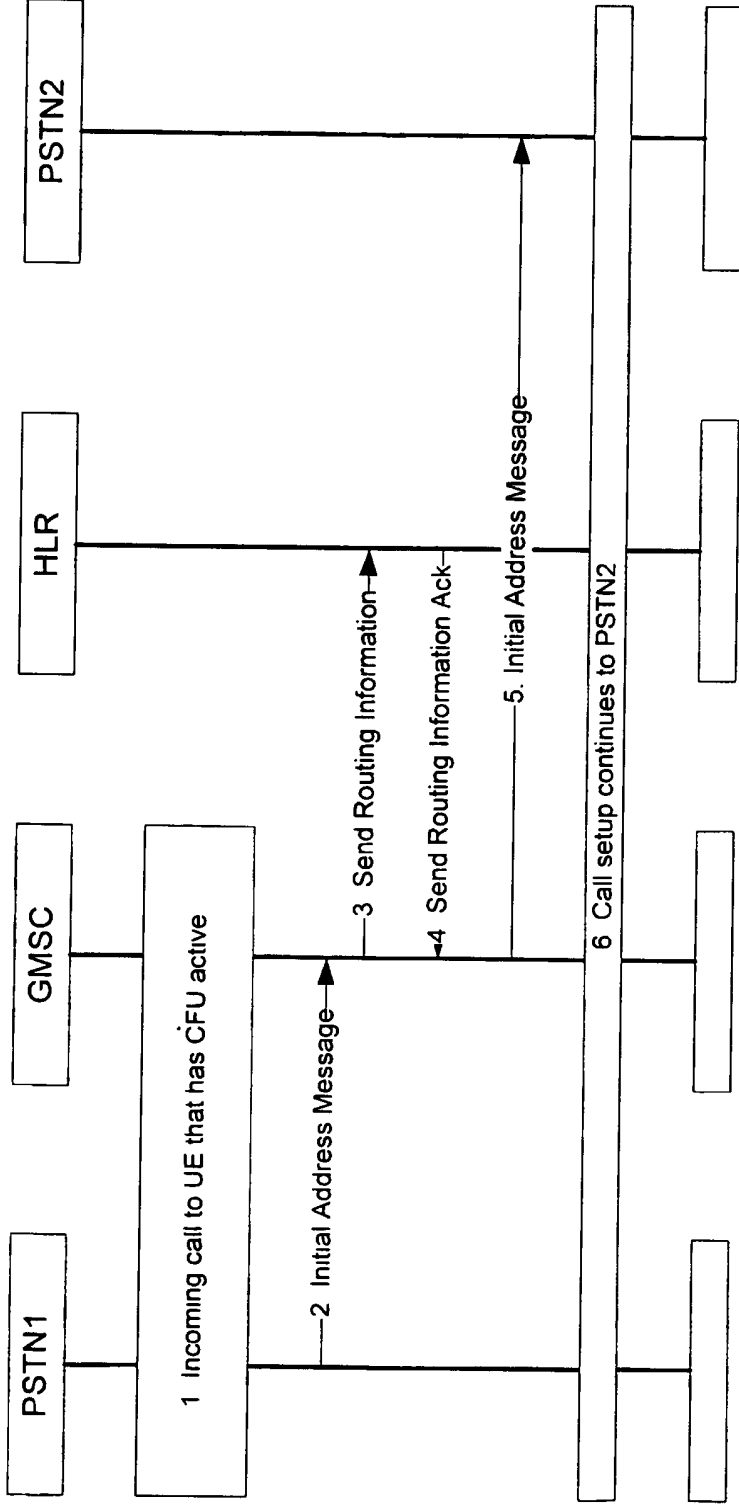 PSTN1
GMSC
HLR
PSTN2
1 Incoming call to UE that has CFU active
2 Initial Address Message
3 Send Routing Information
4 Send Routing Information Ack
5. Initial Address Message
6 Call setup continues to PSTN2